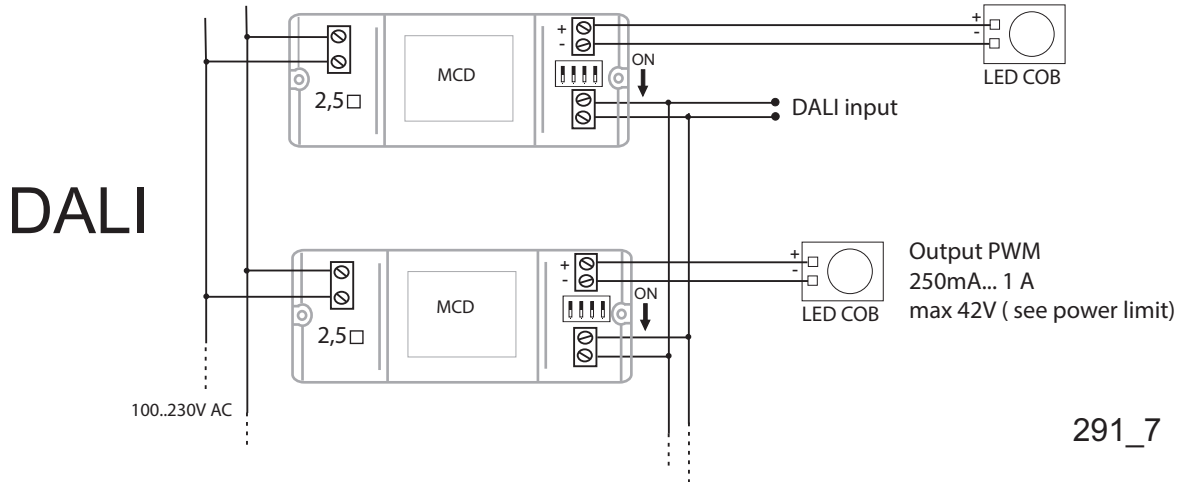 +
-
ON
MCD
2,5□
+
-
LED COB
DALI input
DALI
+
-
ON
MCD
2,5□
+
-
LED COB
Output PWM
250mA... 1 A
max 42V ( see power limit)
100..230V AC
291_7